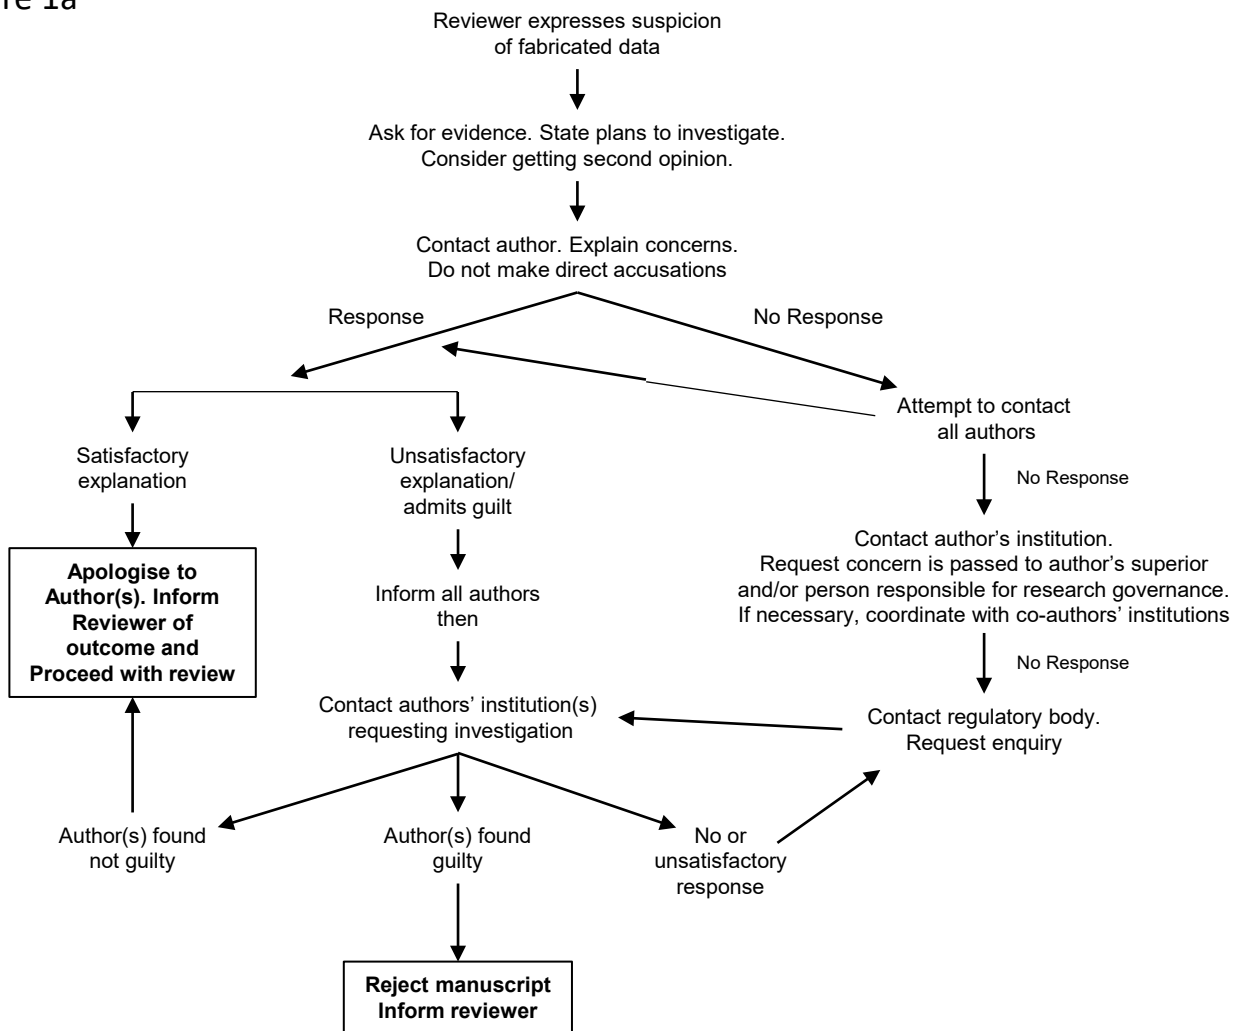 re 1a
Reviewer expresses suspicion
of fabricated data
Ask for evidence. State plans to investigate.
Consider getting second opinion.
Contact author. Explain concerns.
Do not make direct accusations
Response
No Response
Attempt to contact
all authors
Satisfactory
explanation
Unsatisfactory
explanation/
admits guilt
No Response
Contact author’s institution.
Request concern is passed to author’s superior
and/or person responsible for research governance.
If necessary, coordinate with co-authors’ institutions
Apologise to
Author(s). Inform
Reviewer of
outcome and
Proceed with review
Inform all authors
then
No Response
Contact authors’ institution(s)
requesting investigation
Contact regulatory body.
Request enquiry
Author(s) found
not guilty
Author(s) found
guilty
No or
unsatisfactory
response
Reject manuscript
Inform reviewer